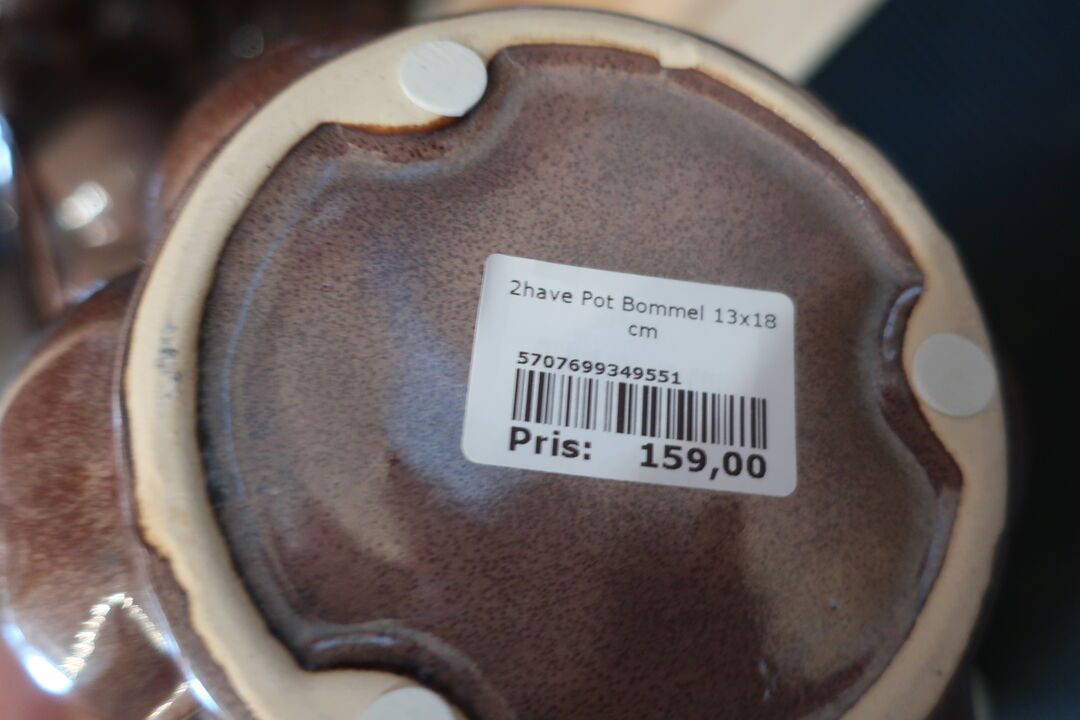 2have Pot Bommel 13x18
cm
5707699349551
Pris: 159,00